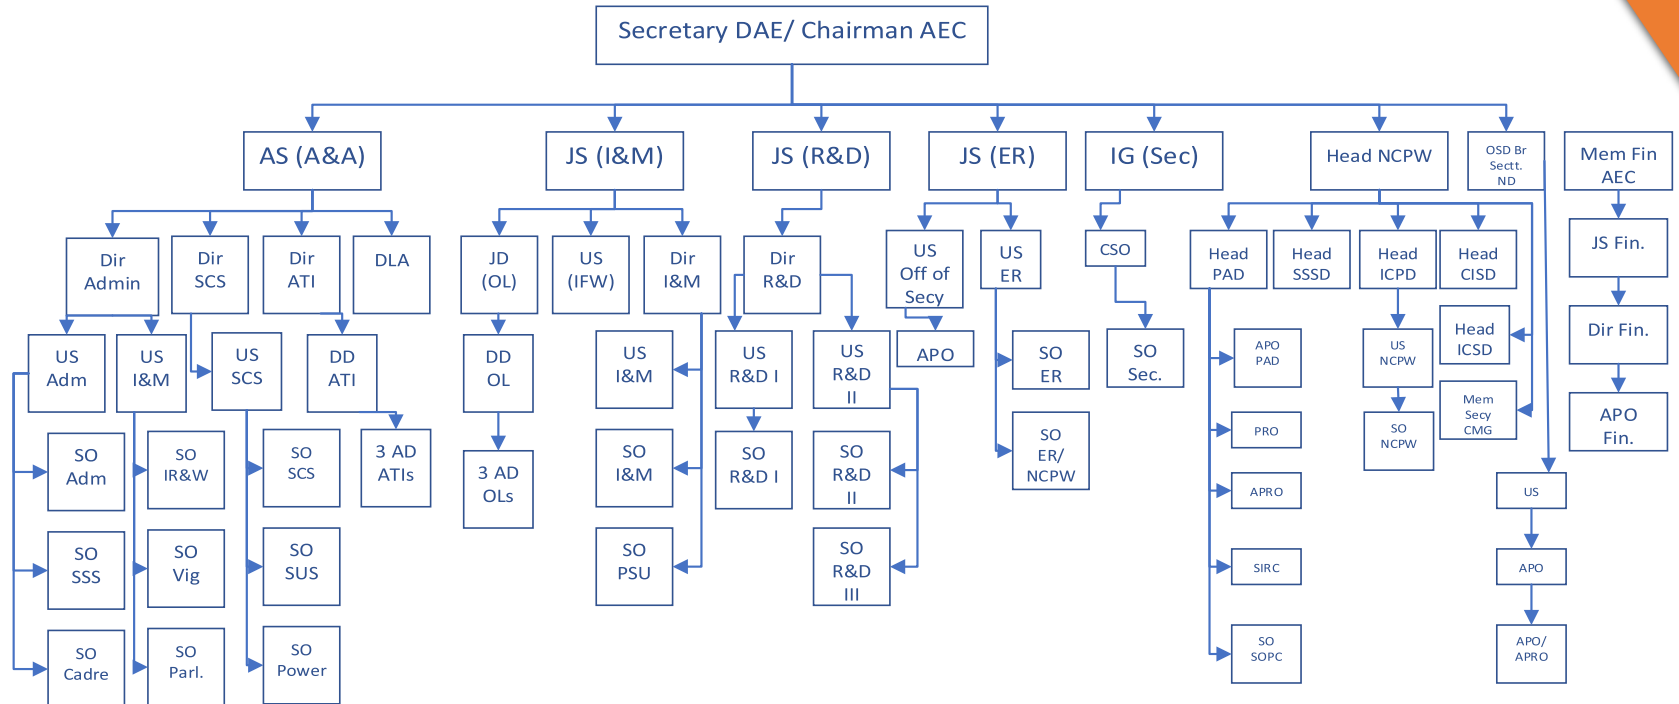 Secretary DAE/ Chairman AEC
AS (A&A)
JS (I&M)
JS (R&D)
JS (ER)
IG (Sec)
Head NCPW
OSD Br
Sectt.
ND
Mem Fin
AEC
Dir
Admin
Dir
SCS
Dir
ATI
DLA
JD
(OL)
US
(IFW)
Dir
I&M
Dir
R&D
US
Off of
Secy
US
ER
CSO
Head
PAD
Head
SSSD
Head
ICPD
Head
CISD
JS Fin.
US
Adm
US
I&M
US
SCS
DD
ATI
DD
OL
US
I&M
US
R&D I
US
R&D
II
APO
SO
ER
SO
Sec.
APO
PAD
US
NCPW
Head
ICSD
Dir Fin.
SO
Adm
SO
IR&W
SO
SCS
3 AD
ATIs
3 AD
OLs
SO
I&M
SO
R&D I
SO
R&D
II
SO
ER/
NCPW
PRO
SO
NCPW
Mem
Secy
CMG
APO
Fin.
APRO
US
SO
SSS
SO
Vig
SO
SUS
SO
PSU
SO
R&D
III
SIRC
APO
SO
Cadre
SO
Parl.
SO
Power
SO
SOPC
APO/
APRO